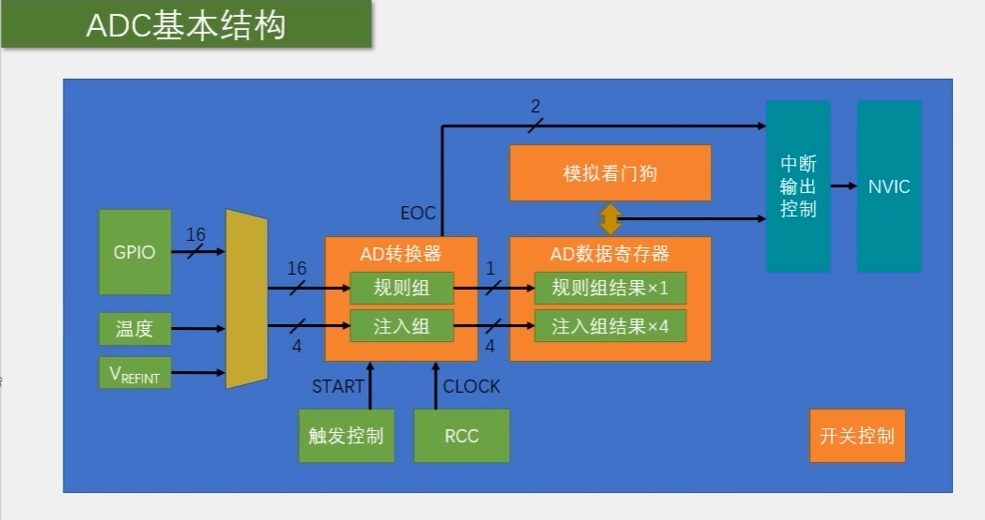 ADC基本结构
2
模拟看门狗
中断
输出
控制
NVIC
EOC
GPIO
16
16
AD转换器
AD数据寄存器
规则组
1
规则组结果×1
温度
注入组
注入组结果×4
4
4
VREFINT
START
CLOCK
触发控制
RCC
开关控制